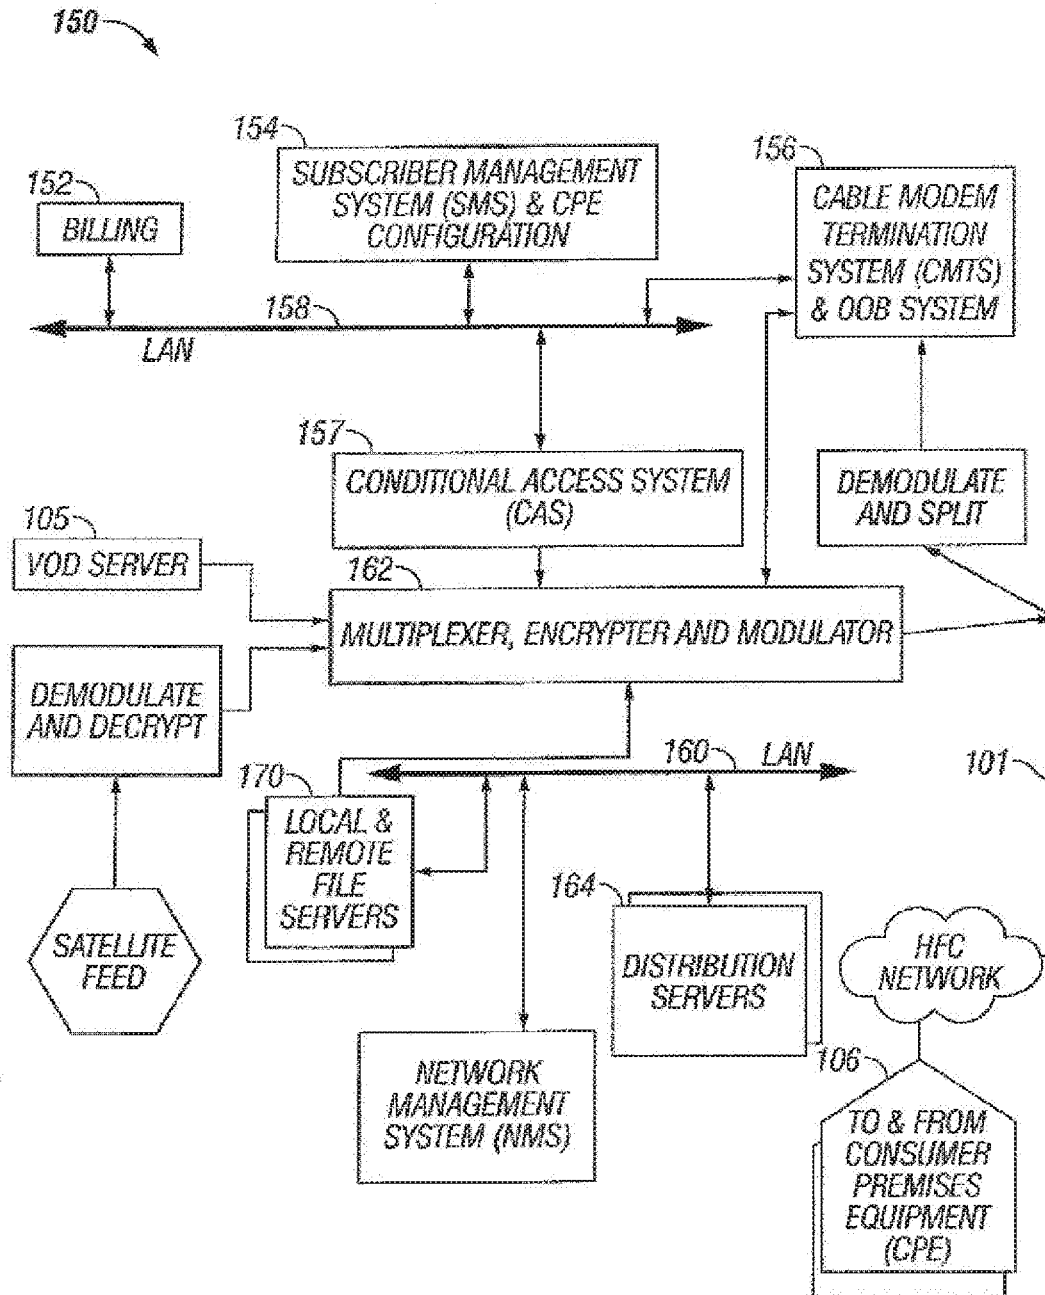 150
154
SUBSCRIBER MANAGEMENT
SYSTEM (SMS) & CPE
CONFIGURATION
156
CABLE MODEM
TERMINATION
SYSTEM (CMTS)
& OOB SYSTEM
152
BILLING
158
LAN
157
CONDITIONAL ACCESS SYSTEM
(CAS)
DEMODULATE
AND SPLIT
105
VOD SERVER
162
MULTIPLEXER, ENCRYPTER AND MODULATOR
DEMODULATE
AND DECRYPT
160
LAN
101
170
LOCAL &
REMOTE
FILE
SERVERS
164
DISTRIBUTION
SERVERS
SATELLITE
FEED
HFC
NETWORK
NETWORK
MANAGEMENT
SYSTEM (NMS)
106
TO & FROM
CONSUMER
PREMISES
EQUIPMENT
(CPE)